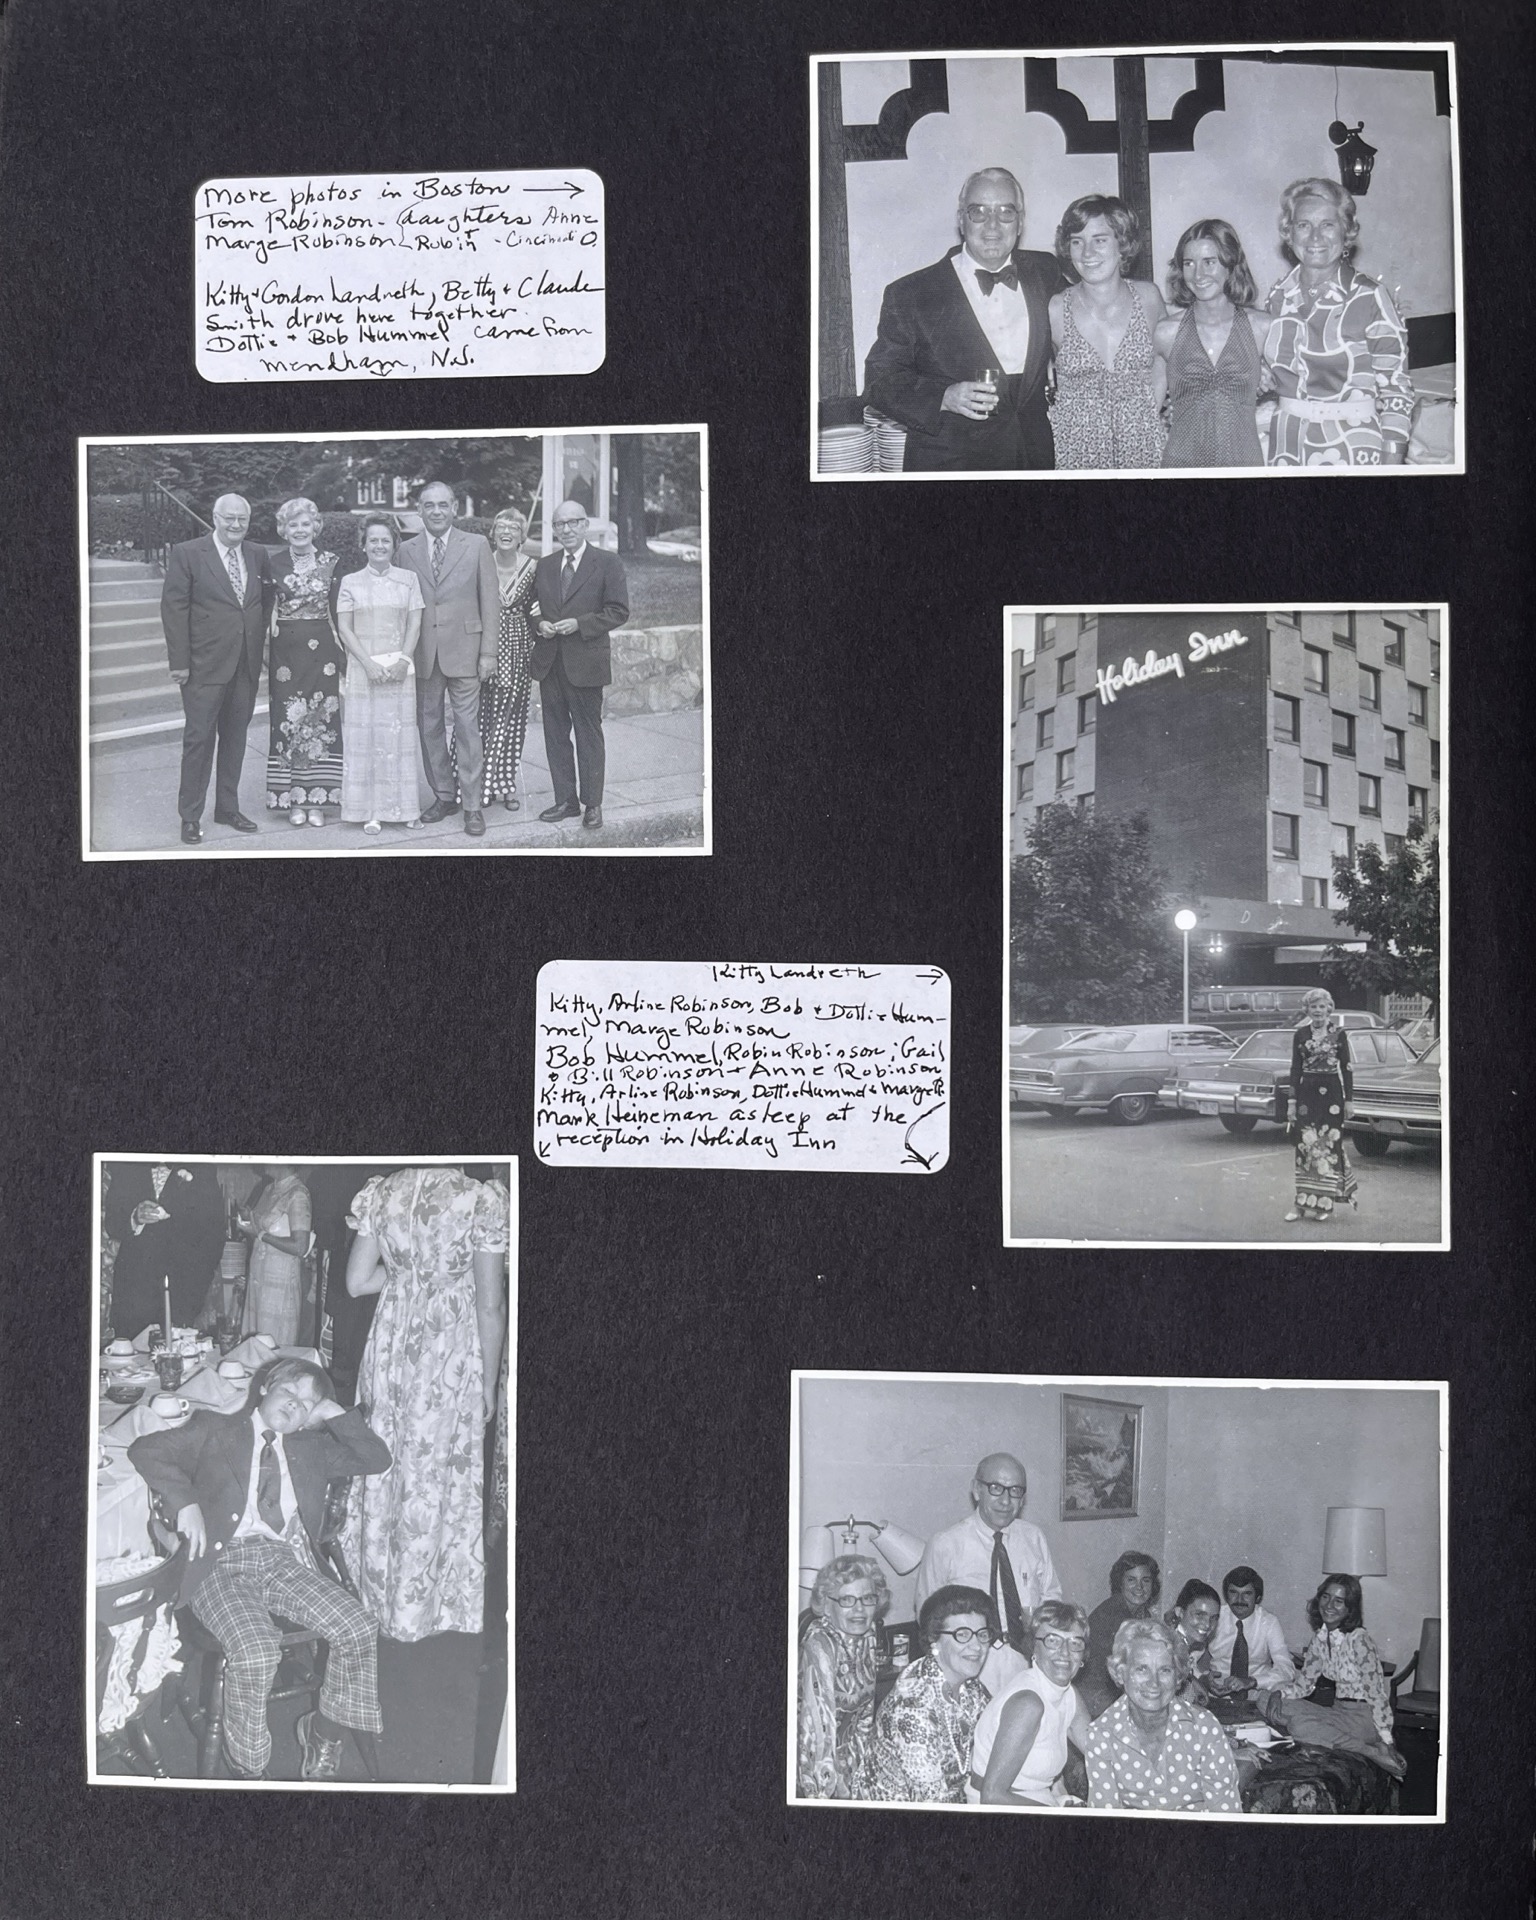 More photos in Boston →
Tom Robinson - daughters Anne
Marge Robinson Robin + - Cincinnati O.
Kitty + Gordon Landreth, Betty + Claude
Smith drove here together.
Dottie + Bob Hummel came from
Mendham, N.J.
Holiday Inn
Kitty Landreth →
Kitty, Arline Robinson, Bob + Dottie Hum-
mel, Marge Robinson
Bob Hummel, Robin Robinson; Gail
+ Bill Robinson + Anne Robinson
Kitty, Arline Robinson, Dottie Hummel + Marge R.
Mark Heineman asleep at the
reception in Holiday Inn